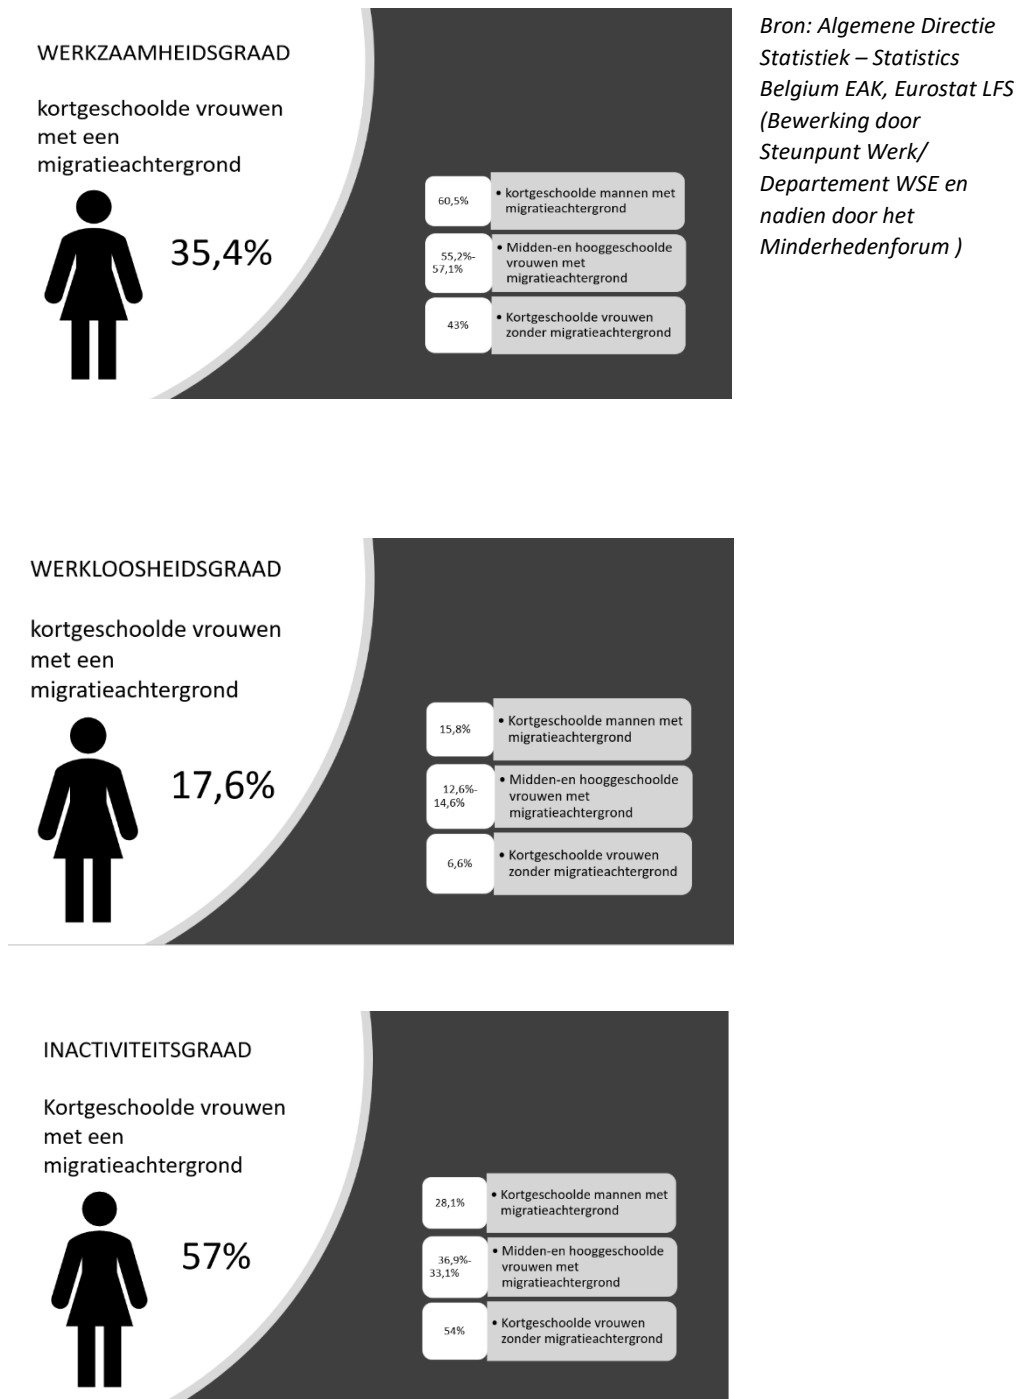 WERKZAAMHEIDSGRAAD
kortgeschoolde vrouwen
met een
migratieachtergrond
35,4%
60,5%
• kortgeschoolde mannen met
migratieachtergrond
55,2%-
57,1%
• Midden-en hooggeschoolde
vrouwen met
migratieachtergrond
43%
• Kortgeschoolde vrouwen
zonder migratieachtergrond
Bron: Algemene Directie
Statistiek – Statistics
Belgium EAK, Eurostat LFS
(Bewerking door
Steunpunt Werk/
Departement WSE en
nadien door het
Minderhedenforum )
WERKLOOSHEIDSGRAAD
kortgeschoolde vrouwen
met een
migratieachtergrond
17,6%
15,8%
• Kortgeschoolde mannen met
migratieachtergrond
12,6%-
14,6%
• Midden-en hooggeschoolde
vrouwen met
migratieachtergrond
6,6%
• Kortgeschoolde vrouwen
zonder migratieachtergrond
INACTIVITEITSGRAAD
Kortgeschoolde vrouwen
met een
migratieachtergrond
57%
28,1%
• Kortgeschoolde mannen met
migratieachtergrond
36,9%-
33,1%
• Midden-en hooggeschoolde
vrouwen met
migratieachtergrond
54%
• Kortgeschoolde vrouwen
zonder migratieachtergrond